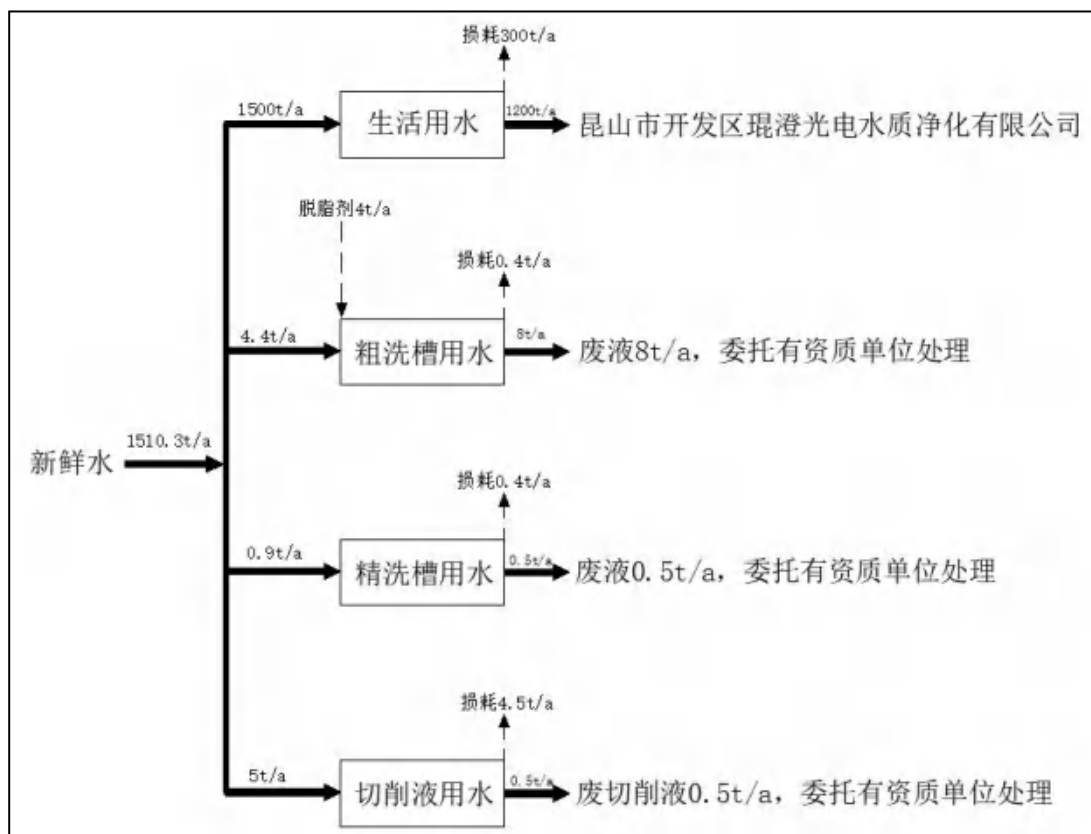 损耗300t/a
1500t/a
生活用水
1200t/a
昆山市开发区琨澄光电水质净化有限公司
脱脂剂4t/a
损耗0.4t/a
4.4t/a
粗洗槽用水
8t/a
废液8t/a，委托有资质单位处理
新鲜水
1510.3t/a
损耗0.4t/a
0.9t/a
精洗槽用水
0.5t/a
废液0.5t/a，委托有资质单位处理
损耗4.5t/a
5t/a
切削液用水
0.5t/a
废切削液0.5t/a，委托有资质单位处理